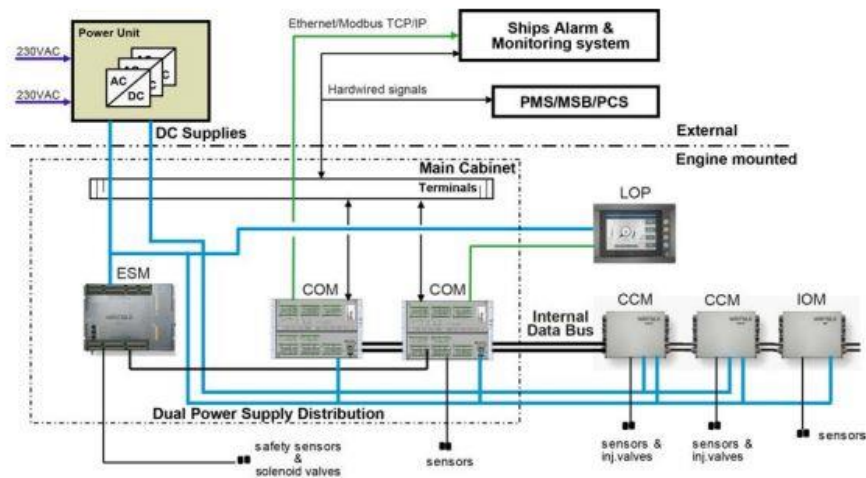 Power Unit
230VAC
230VAC
AC
DC
AC
C
AC
C
DC Supplies
Ethernet/Modbus TCP/IP
Hardwired signals
Ships Alarm &
Monitoring system
PMS/MSB/PCS
External
Engine mounted
Main Cabinet
Terminals
LOP
ESM
COM
COM
Internal
Data Bus
CCM
CCM
IOM
Dual Power Supply Distribution
safety sensors
&
solenoid valves
sensors
sensors &
inj.valves
sensors &
inj.valves
sensors